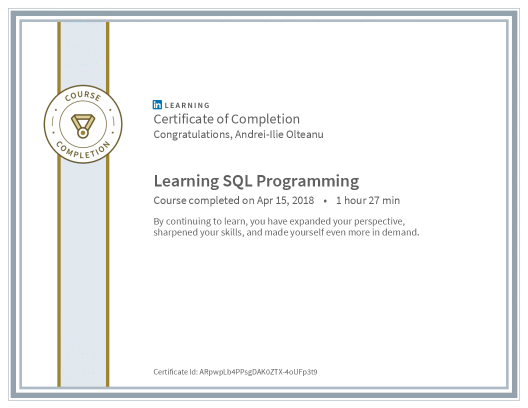 COURSE
COMPLETION
in LEARNING
Certificate of Completion
Congratulations, Andrei-Ilie Olteanu
Learning SQL Programming
Course completed on Apr 15, 2018 • 1 hour 27 min
By continuing to learn, you have expanded your perspective,
sharpened your skills, and made yourself even more in demand.
Certificate Id: ARpwpLb4PPsgDAK0ZTX-4oUFp3t9